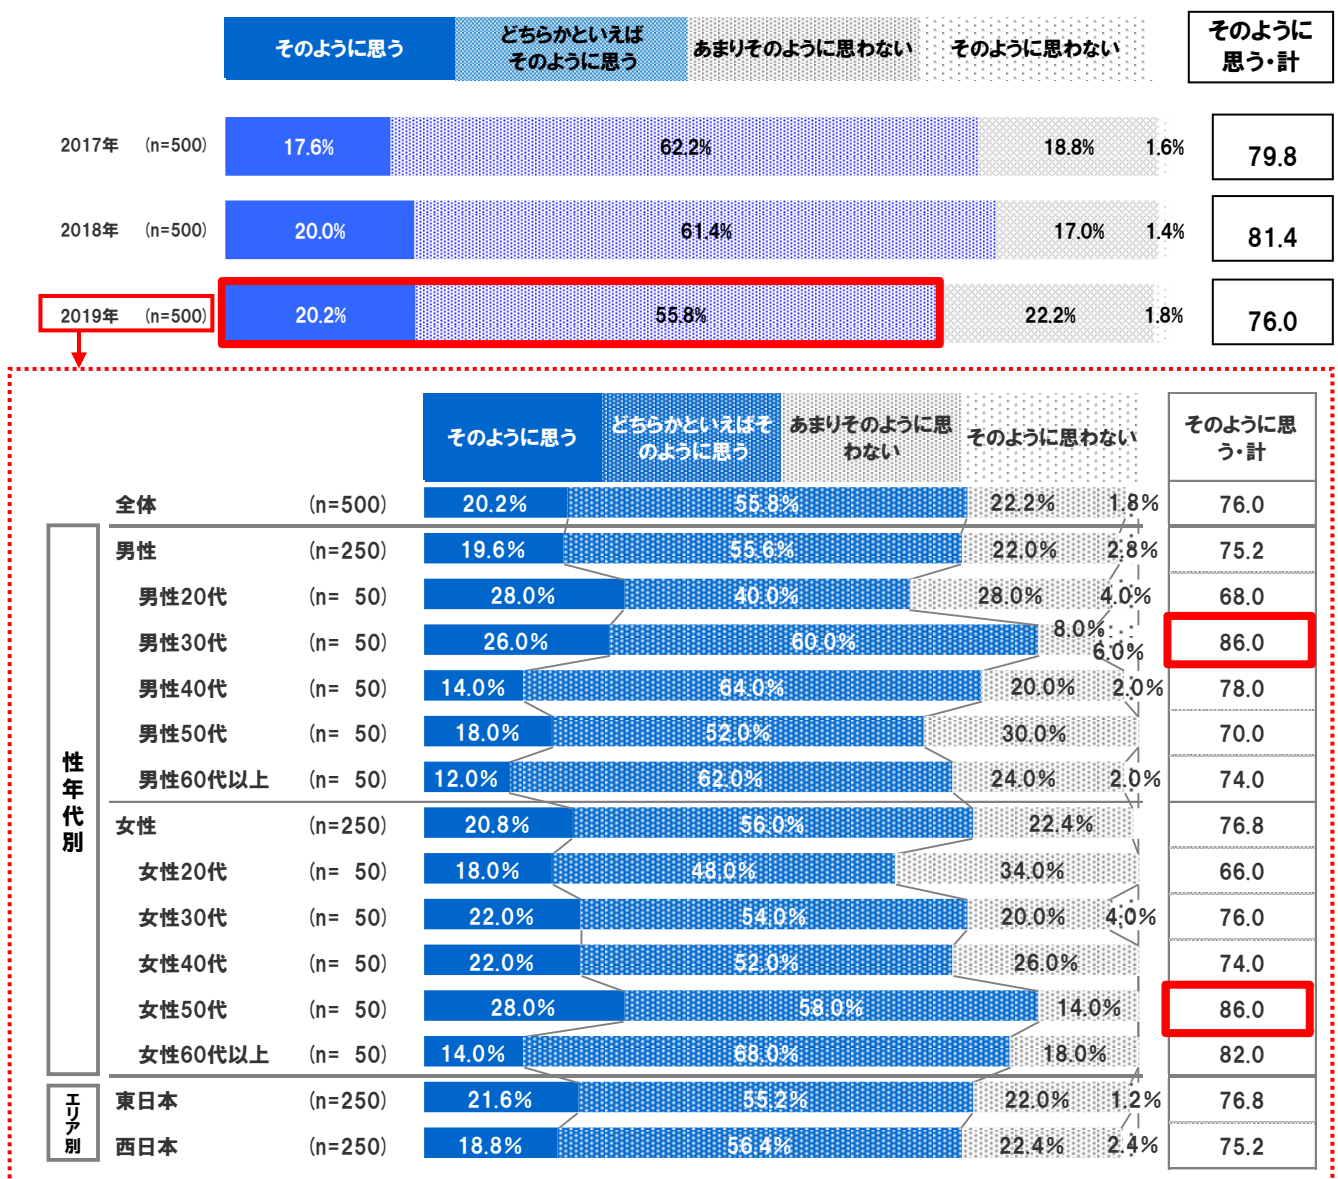 そのように思う
どちらかといえば
そのように思う
あまりそのように思わない
そのように思わない
そのように
思う・計
2017年 (n=500) 17.6% 62.2% 18.8% 1.6% 79.8
2018年 (n=500) 20.0% 61.4% 17.0% 1.4% 81.4
2019年 (n=500) 20.2% 55.8% 22.2% 1.8% 76.0
そのように思う
どちらかといえばそ
のように思う
あまりそのように思
わない
そのように思わない
そのように思
う・計
全体 (n=500) 20.2% 55.8% 22.2% 1.8% 76.0
性年代別
男性 (n=250) 19.6% 55.6% 22.0% 2.8% 75.2
男性20代 (n= 50) 28.0% 40.0% 28.0% 4.0% 68.0
男性30代 (n= 50) 26.0% 60.0% 8.0% 6.0% 86.0
男性40代 (n= 50) 14.0% 64.0% 20.0% 2.0% 78.0
男性50代 (n= 50) 18.0% 52.0% 30.0% 70.0
男性60代以上 (n= 50) 12.0% 62.0% 24.0% 2.0% 74.0
女性 (n=250) 20.8% 56.0% 22.4% 76.8
女性20代 (n= 50) 18.0% 48.0% 34.0% 66.0
女性30代 (n= 50) 22.0% 54.0% 20.0% 4.0% 76.0
女性40代 (n= 50) 22.0% 52.0% 26.0% 74.0
女性50代 (n= 50) 28.0% 58.0% 14.0% 86.0
女性60代以上 (n= 50) 14.0% 68.0% 18.0% 82.0
エリア別
東日本 (n=250) 21.6% 55.2% 22.0% 1.2% 76.8
西日本 (n=250) 18.8% 56.4% 22.4% 2.4% 75.2